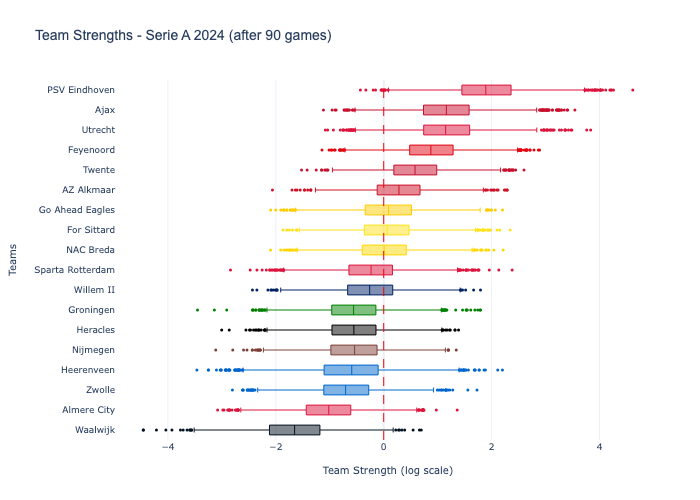 Team Strengths - Serie A 2024 (after 90 games)
PSV Eindhoven
Ajax
Utrecht
Feyenoord
Twente
AZ Alkmaar
Go Ahead Eagles
For Sittard
NAC Breda
Sparta Rotterdam
Willem II
Groningen
Heracles
Nijmegen
Heerenveen
Zwolle
Almere City
Waalwijk
Teams
−4 −2 0 2 4
Team Strength (log scale)